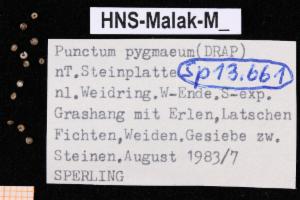 HNS-Malak-M_
Punctum pygmaeum(DRAP)
nT.Steinplatte Sp13.661
nl.Weidring.W-Ende.S-exp.
Grashang mit Erlen,Latschen
Fichten,Weiden.Gesiebe zw.
Steinen.August 1983/7
SPERLING